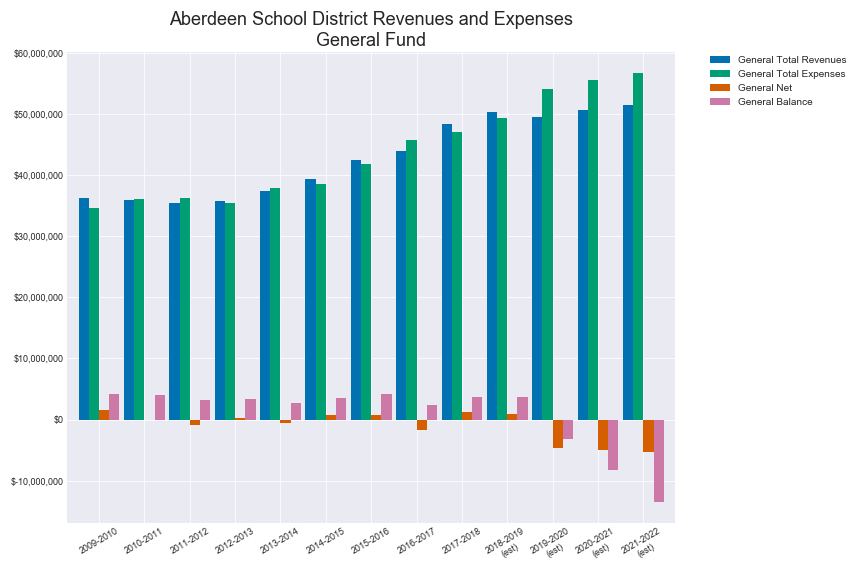 Aberdeen School District Revenues and Expenses
General Fund
$60,000,000
$50,000,000
$40,000,000
$30,000,000
$20,000,000
$10,000,000
$0
$-10,000,000
General Total Revenues
General Total Expenses
General Net
General Balance
2009-2010
2010-2011
2011-2012
2012-2013
2013-2014
2014-2015
2015-2016
2016-2017
2017-2018
2018-2019
(est)
2019-2020
(est)
2020-2021
(est)
2021-2022
(est)